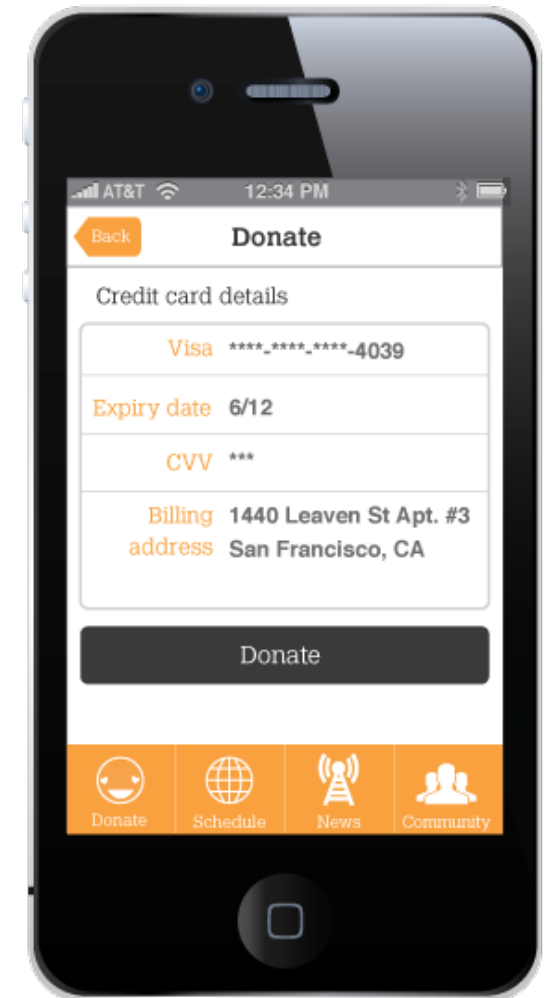 AT&T 12:34 PM
Back Donate
Credit card details
Visa ****-****-****-4039
Expiry date 6/12
CVV ***
Billing 1440 Leaven St Apt. #3
address San Francisco, CA
Donate
Donate Schedule News Community